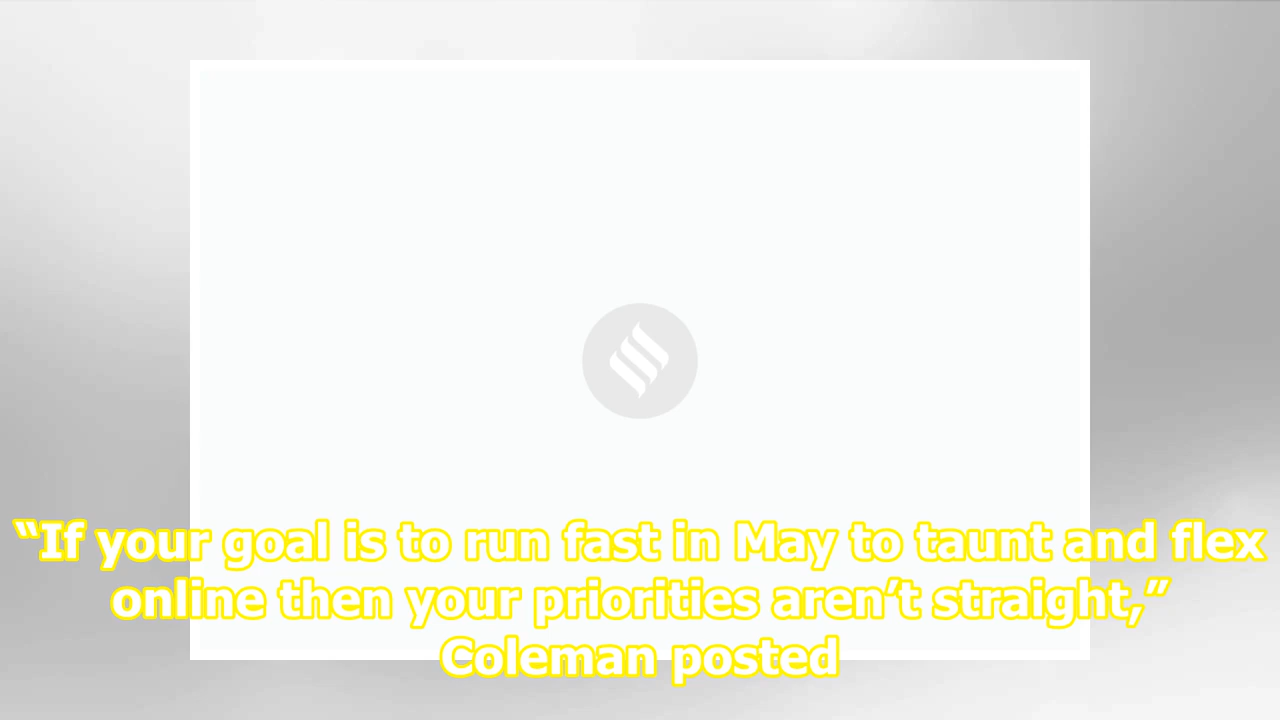 “If your goal is to run fast in May to taunt and flex
online then your priorities aren’t straight,”
Coleman posted